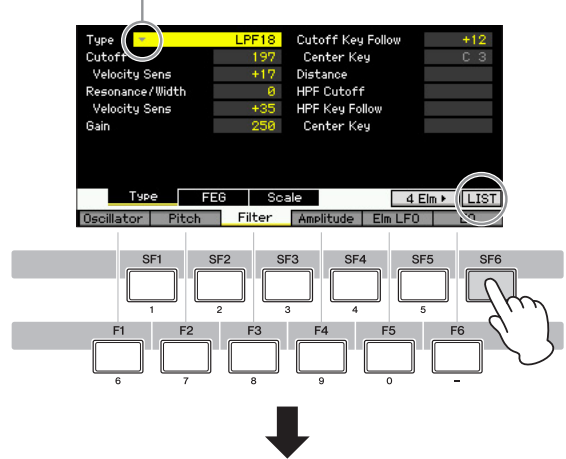 Type LPF18 Cutoff Key Follow +12
Cutoff 197 Center Key C 3
Velocity Sens +17 Distance
Resonance/Width 0 HPF Cutoff
Velocity Sens +35 HPF Key Follow
Gain 250 Center Key
Type FEG Scale 4 Elm LIST
Oscillator Pitch Filter Amplitude Elm LFO EQ
SF1 SF2 SF3 SF4 SF5 SF6
1 2 3 4 5
F1 F2 F3 F4 F5 F6
6 7 8 9 0 –